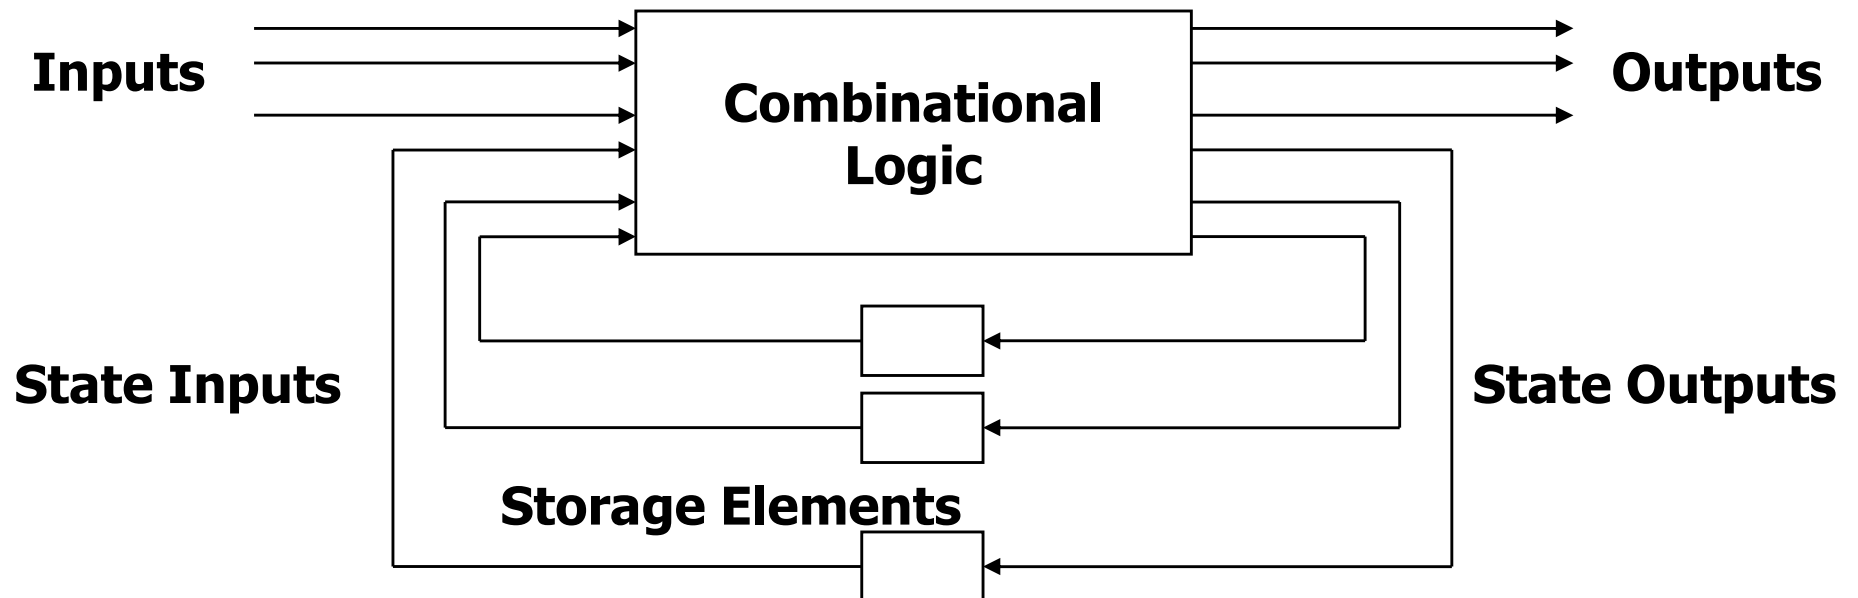 Inputs
Combinational
Logic
Outputs
State Inputs
State Outputs
Storage Elements